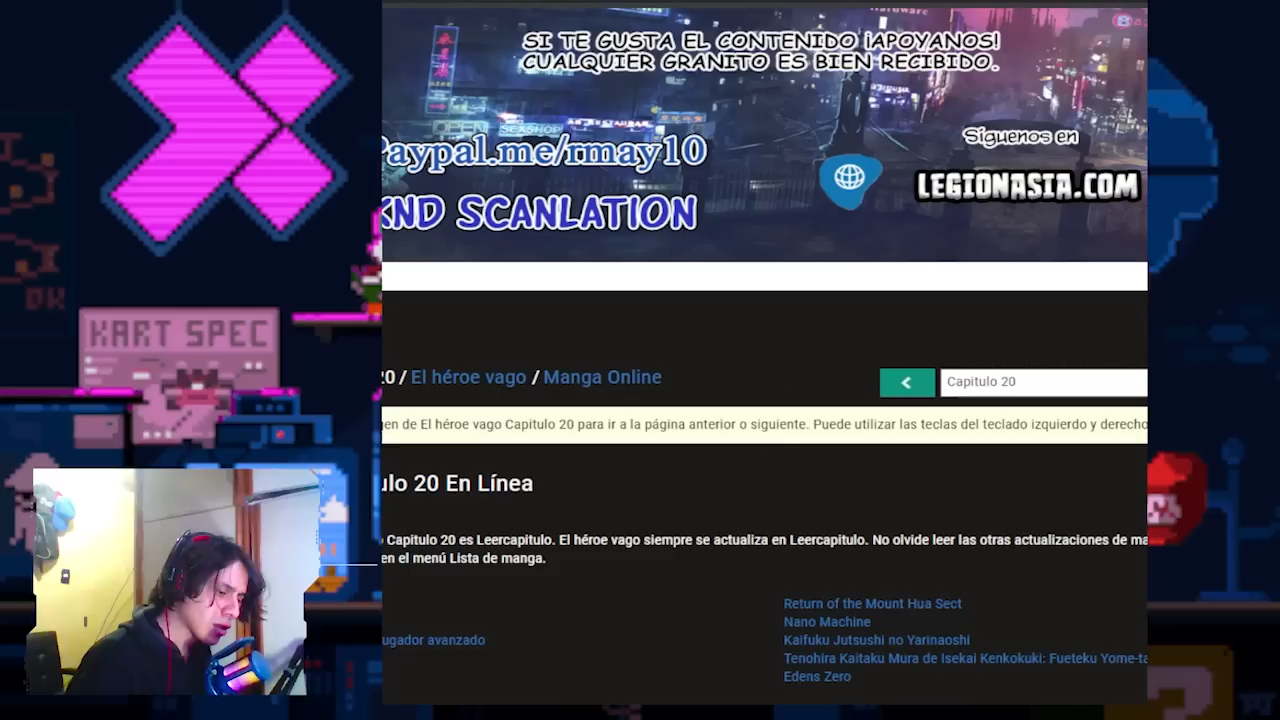 SI TE GUSTA EL CONTENIDO ¡APOYANOS!
CUALQUIER GRANITO ES BIEN RECIBIDO.
OPEN
SEXSHOP
Paypal.me/rmay10
Síguenos en
LEGIONASIA.COM
KND SCANLATION
KART SPEC
DK
20 / El héroe vago / Manga Online
Capitulo 20
gen de El héroe vago Capitulo 20 para ir a la página anterior o siguiente. Puede utilizar las teclas del teclado izquierdo y derecho
ulo 20 En Línea
Capitulo 20 es Leercapitulo. El héroe vago siempre se actualiza en Leercapitulo. No olvide leer las otras actualizaciones de ma
en el menú Lista de manga.
Return of the Mount Hua Sect
Nano Machine
ugador avanzado
Kaifuku Jutsushi no Yarinaoshi
Tenohira Kaitaku Mura de Isekai Kenkokuki: Fueteku Yome-ta
Edens Zero